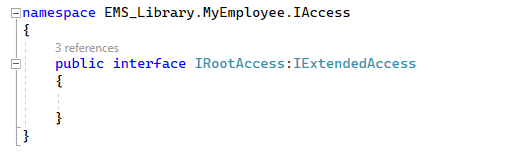 namespace EMS_Library.MyEmployee.IAccess
{
3 references
public interface IRootAccess:IExtendedAccess
{
}
}